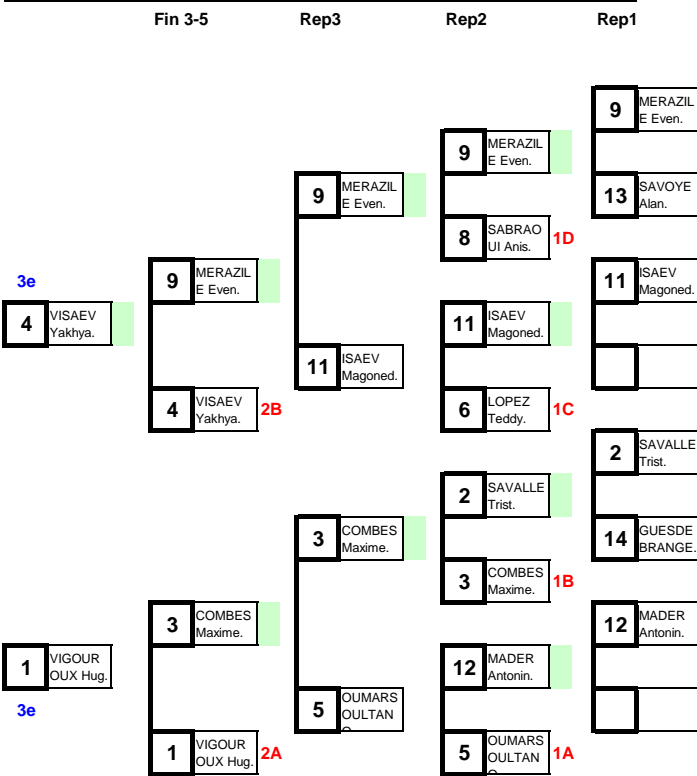 Fin 3-5 Rep3 Rep2 Rep1
9 MERAZIL
E Even.
9 MERAZIL
E Even.
9 MERAZIL
E Even.
13 SAVOYE
Alan.
8 SABRAO
UI Anis. 1D
3e
9 MERAZIL
E Even.
11 ISAEV
Magoned.
4 VISAEV
Yakhya.
11 ISAEV
Magoned.
11 ISAEV
Magoned.
4 VISAEV
Yakhya. 2B
6 LOPEZ
Teddy. 1C
2 SAVALLE
Trist.
2 SAVALLE
Trist.
3 COMBES
Maxime.
14 GUESDE
BRANGE.
3 COMBES
Maxime. 1B
3 COMBES
Maxime.
12 MADER
Antonin.
1 VIGOUR
OUX Hug.
12 MADER
Antonin.
3e
5 OUMARS
OULTAN
1 VIGOUR
OUX Hug. 2A
5 OUMARS
OULTAN 1A